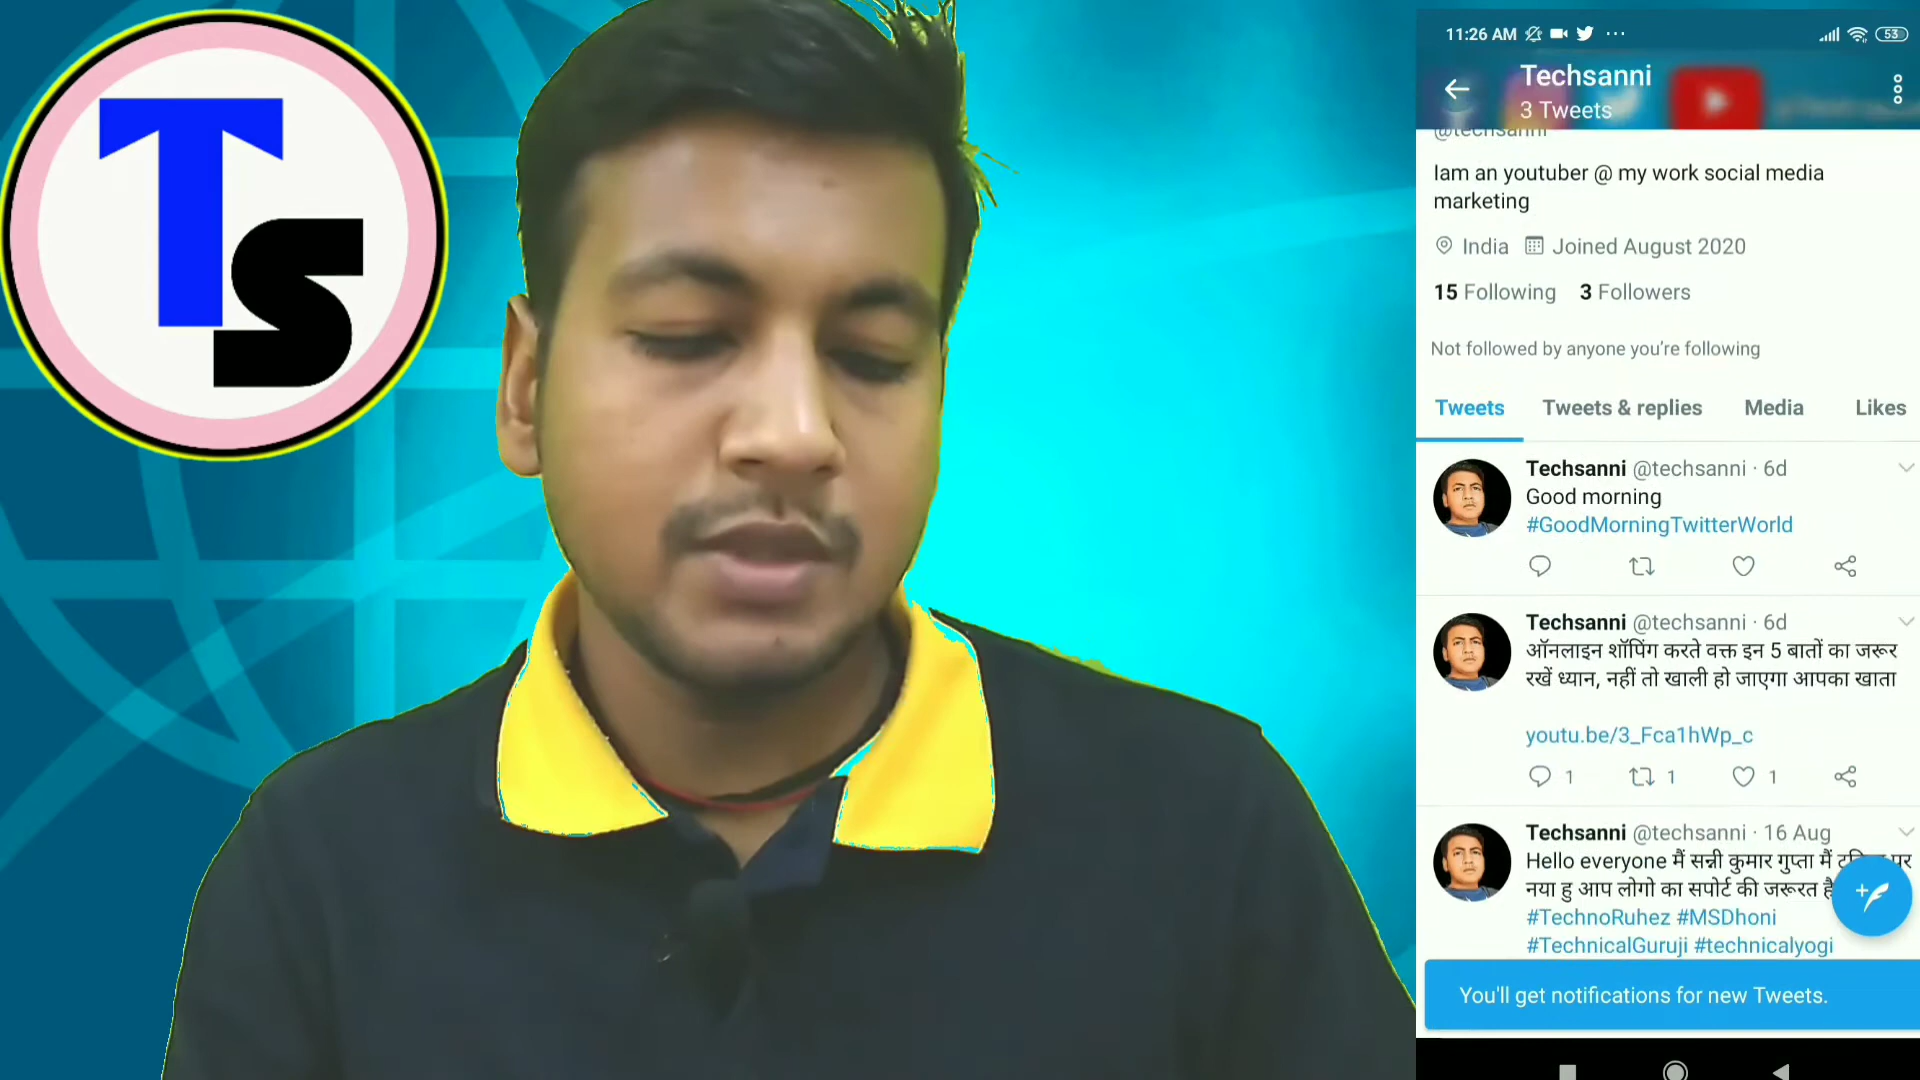 TS
11:26 AM
53
Techsanni
3 Tweets
@techsanni
Iam an youtuber @ my work social media
marketing
India Joined August 2020
15 Following 3 Followers
Not followed by anyone you're following
Tweets Tweets & replies Media Likes
Techsanni @techsanni · 6d
Good morning
#GoodMorningTwitterWorld
Techsanni @techsanni · 6d
ऑनलाइन शॉपिंग करते वक्त इन 5 बातों का जरूर
रखें ध्यान, नहीं तो खाली हो जाएगा आपका खाता
youtu.be/3_Fca1hWp_c
1 1 1
Techsanni @techsanni · 16 Aug
Hello everyone मैं सन्नी कुमार गुप्ता मैं पर
नया हु आप लोगो का सपोर्ट की जरूरत है
#TechnoRuhez #MSDhoni
#TechnicalGuruji #technicalyogi
You'll get notifications for new Tweets.